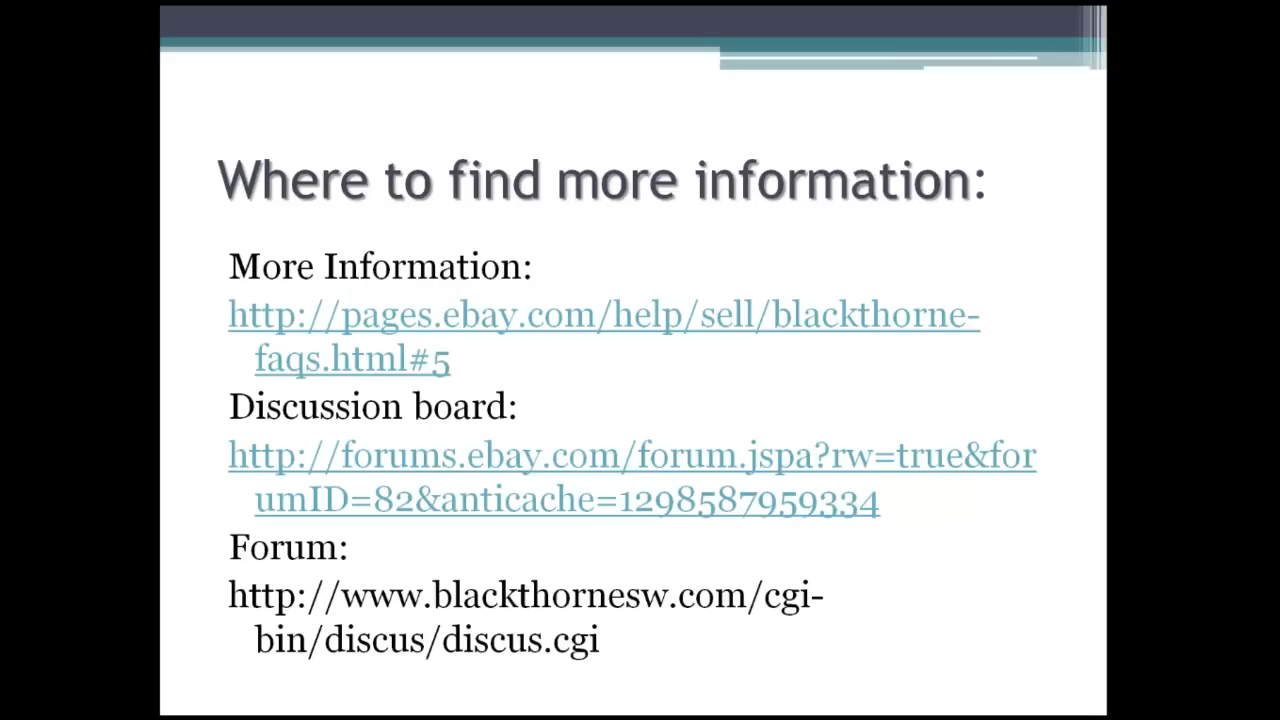 Where to find more information:
More Information:
http://pages.ebay.com/help/sell/blackthorne-
faqs.html#5
Discussion board:
http://forums.ebay.com/forum.jspa?rw=true&for
umID=82&anticache=1298587959334
Forum:
http://www.blackthornesw.com/cgi-
bin/discus/discus.cgi